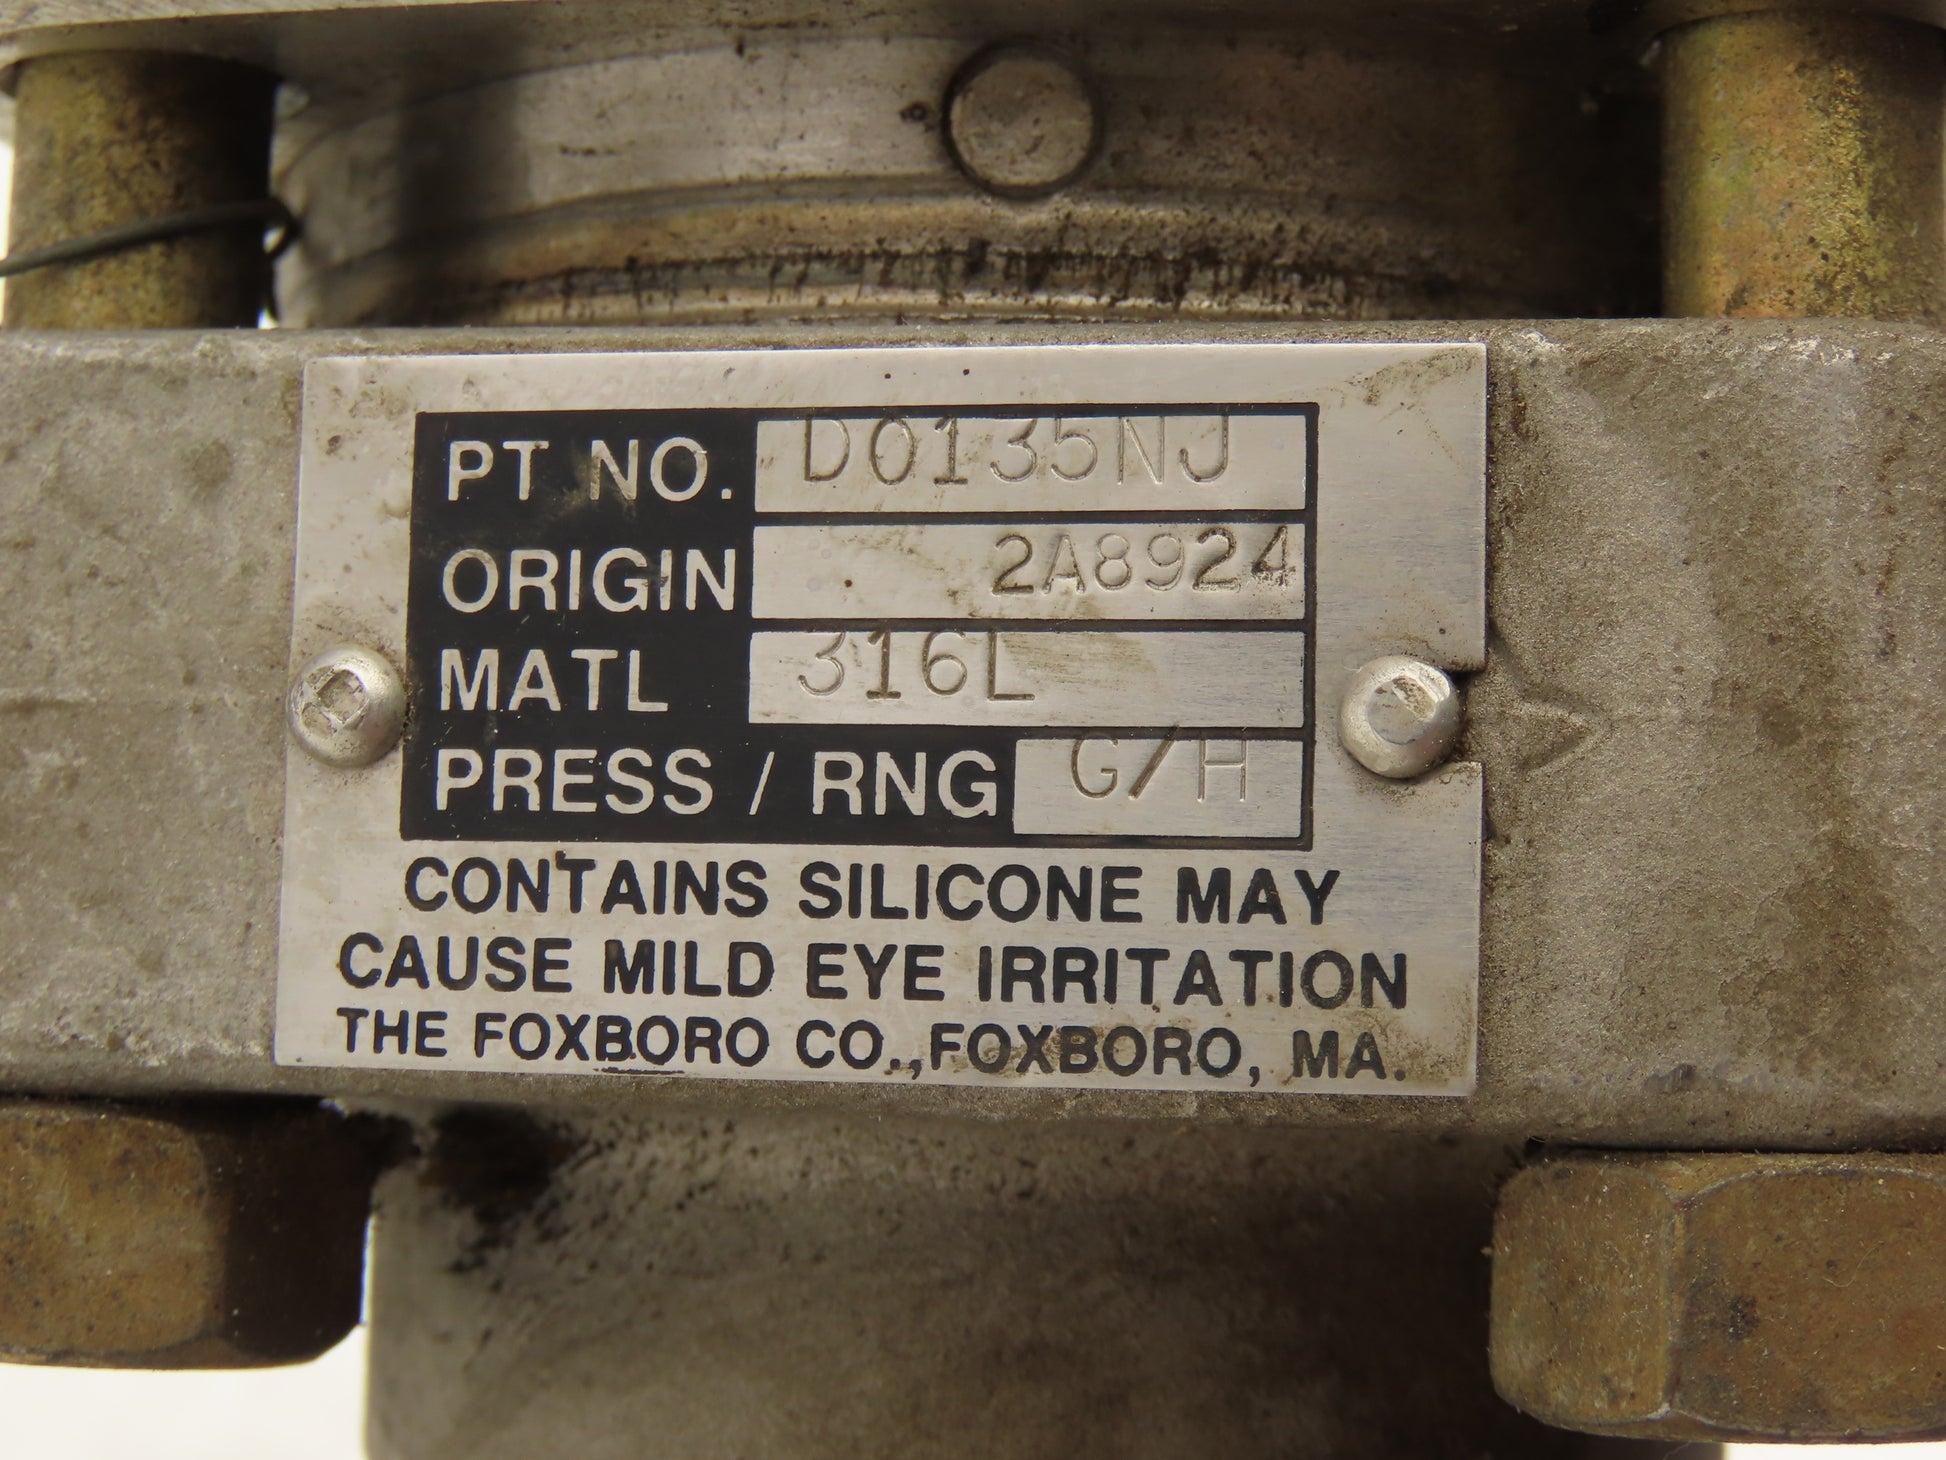 PT NO. D0135NJ
ORIGIN 2A8924
MATL 316L
PRESS / RNG G/H
CONTAINS SILICONE MAY
CAUSE MILD EYE IRRITATION
THE FOXBORO CO., FOXBORO, MA.